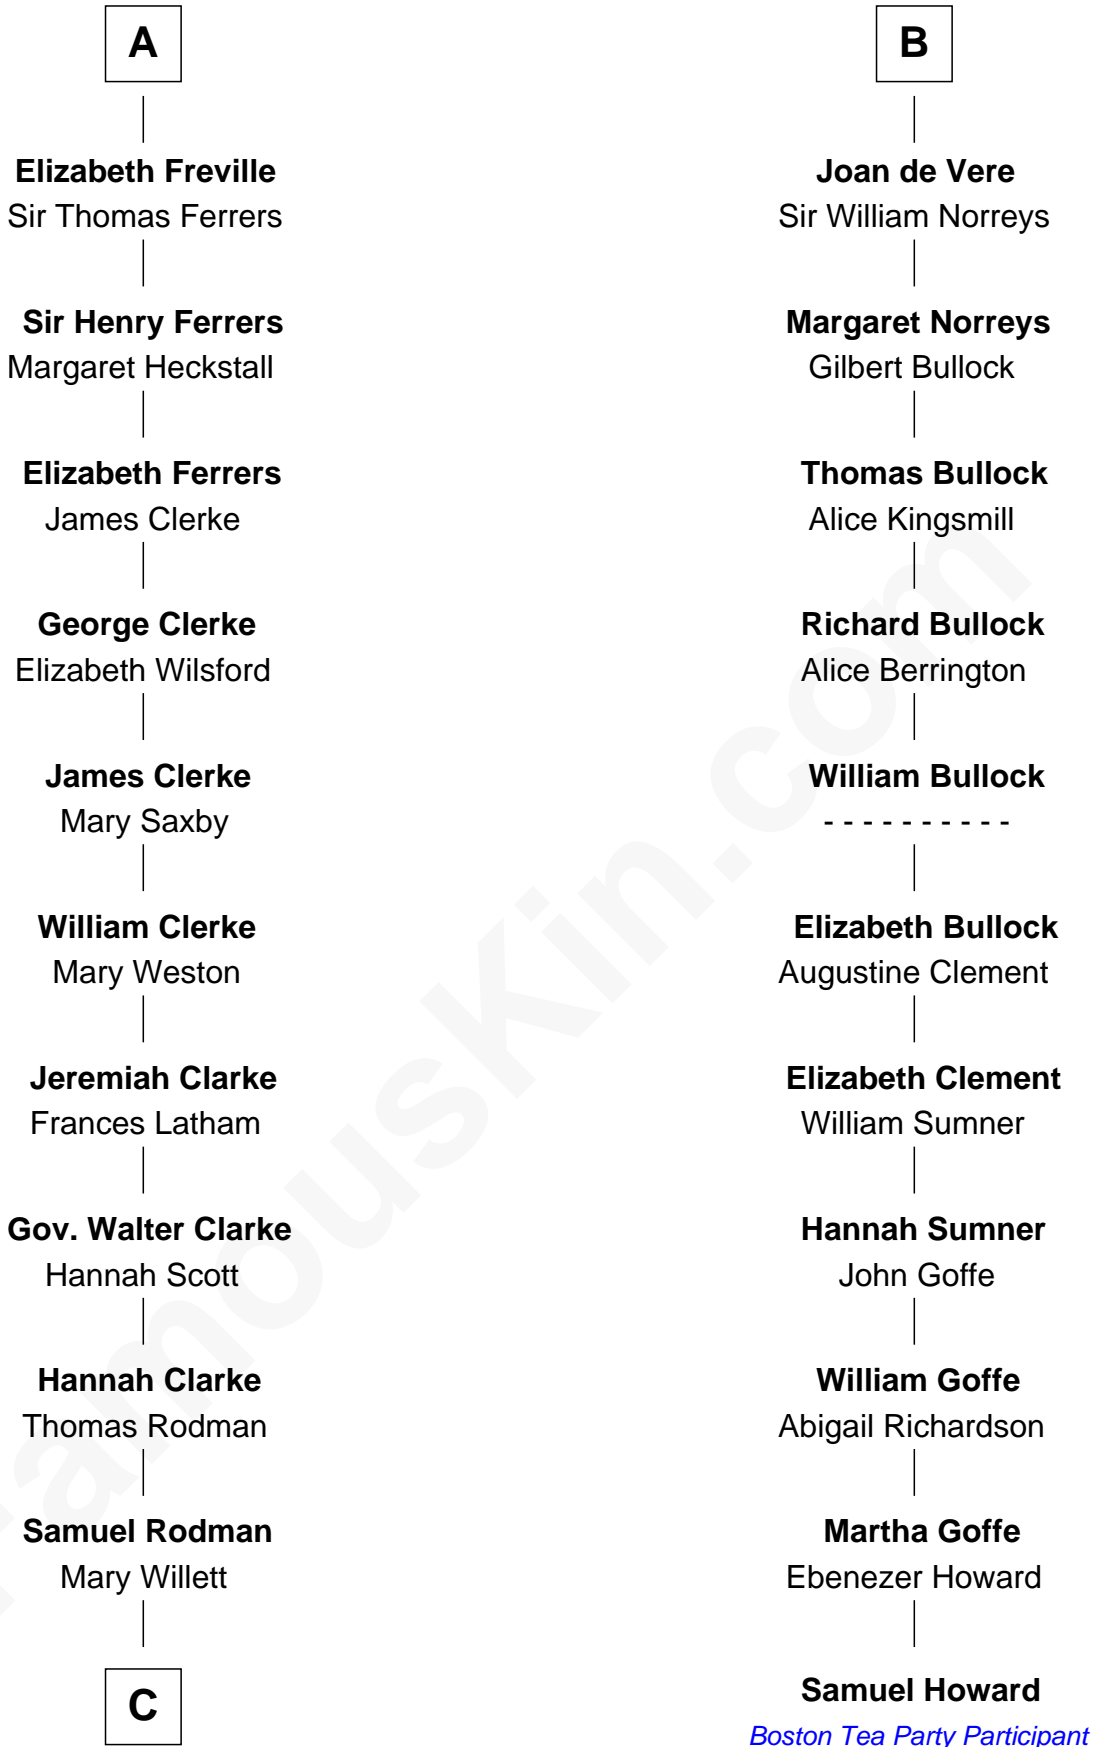 A
Elizabeth Freville
Sir Thomas Ferrers
Sir Henry Ferrers
Margaret Heckstall
Elizabeth Ferrers
James Clerke
George Clerke
Elizabeth Wilsford
James Clerke
Mary Saxby
William Clerke
Mary Weston
Jeremiah Clarke
Frances Latham
Gov. Walter Clarke
Hannah Scott
Hannah Clarke
Thomas Rodman
Samuel Rodman
Mary Willett
C
B
Joan de Vere
Sir William Norreys
Margaret Norreys
Gilbert Bullock
Thomas Bullock
Alice Kingsmill
Richard Bullock
Alice Berrington
William Bullock
- - - - - - - - - -
Elizabeth Bullock
Augustine Clement
Elizabeth Clement
William Sumner
Hannah Sumner
John Goffe
William Goffe
Abigail Richardson
Martha Goffe
Ebenezer Howard
Samuel Howard
Boston Tea Party Participant
FamousKin.com